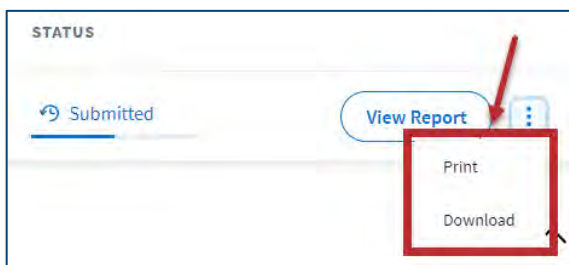 STATUS
Submitted
View Report
Print
Download